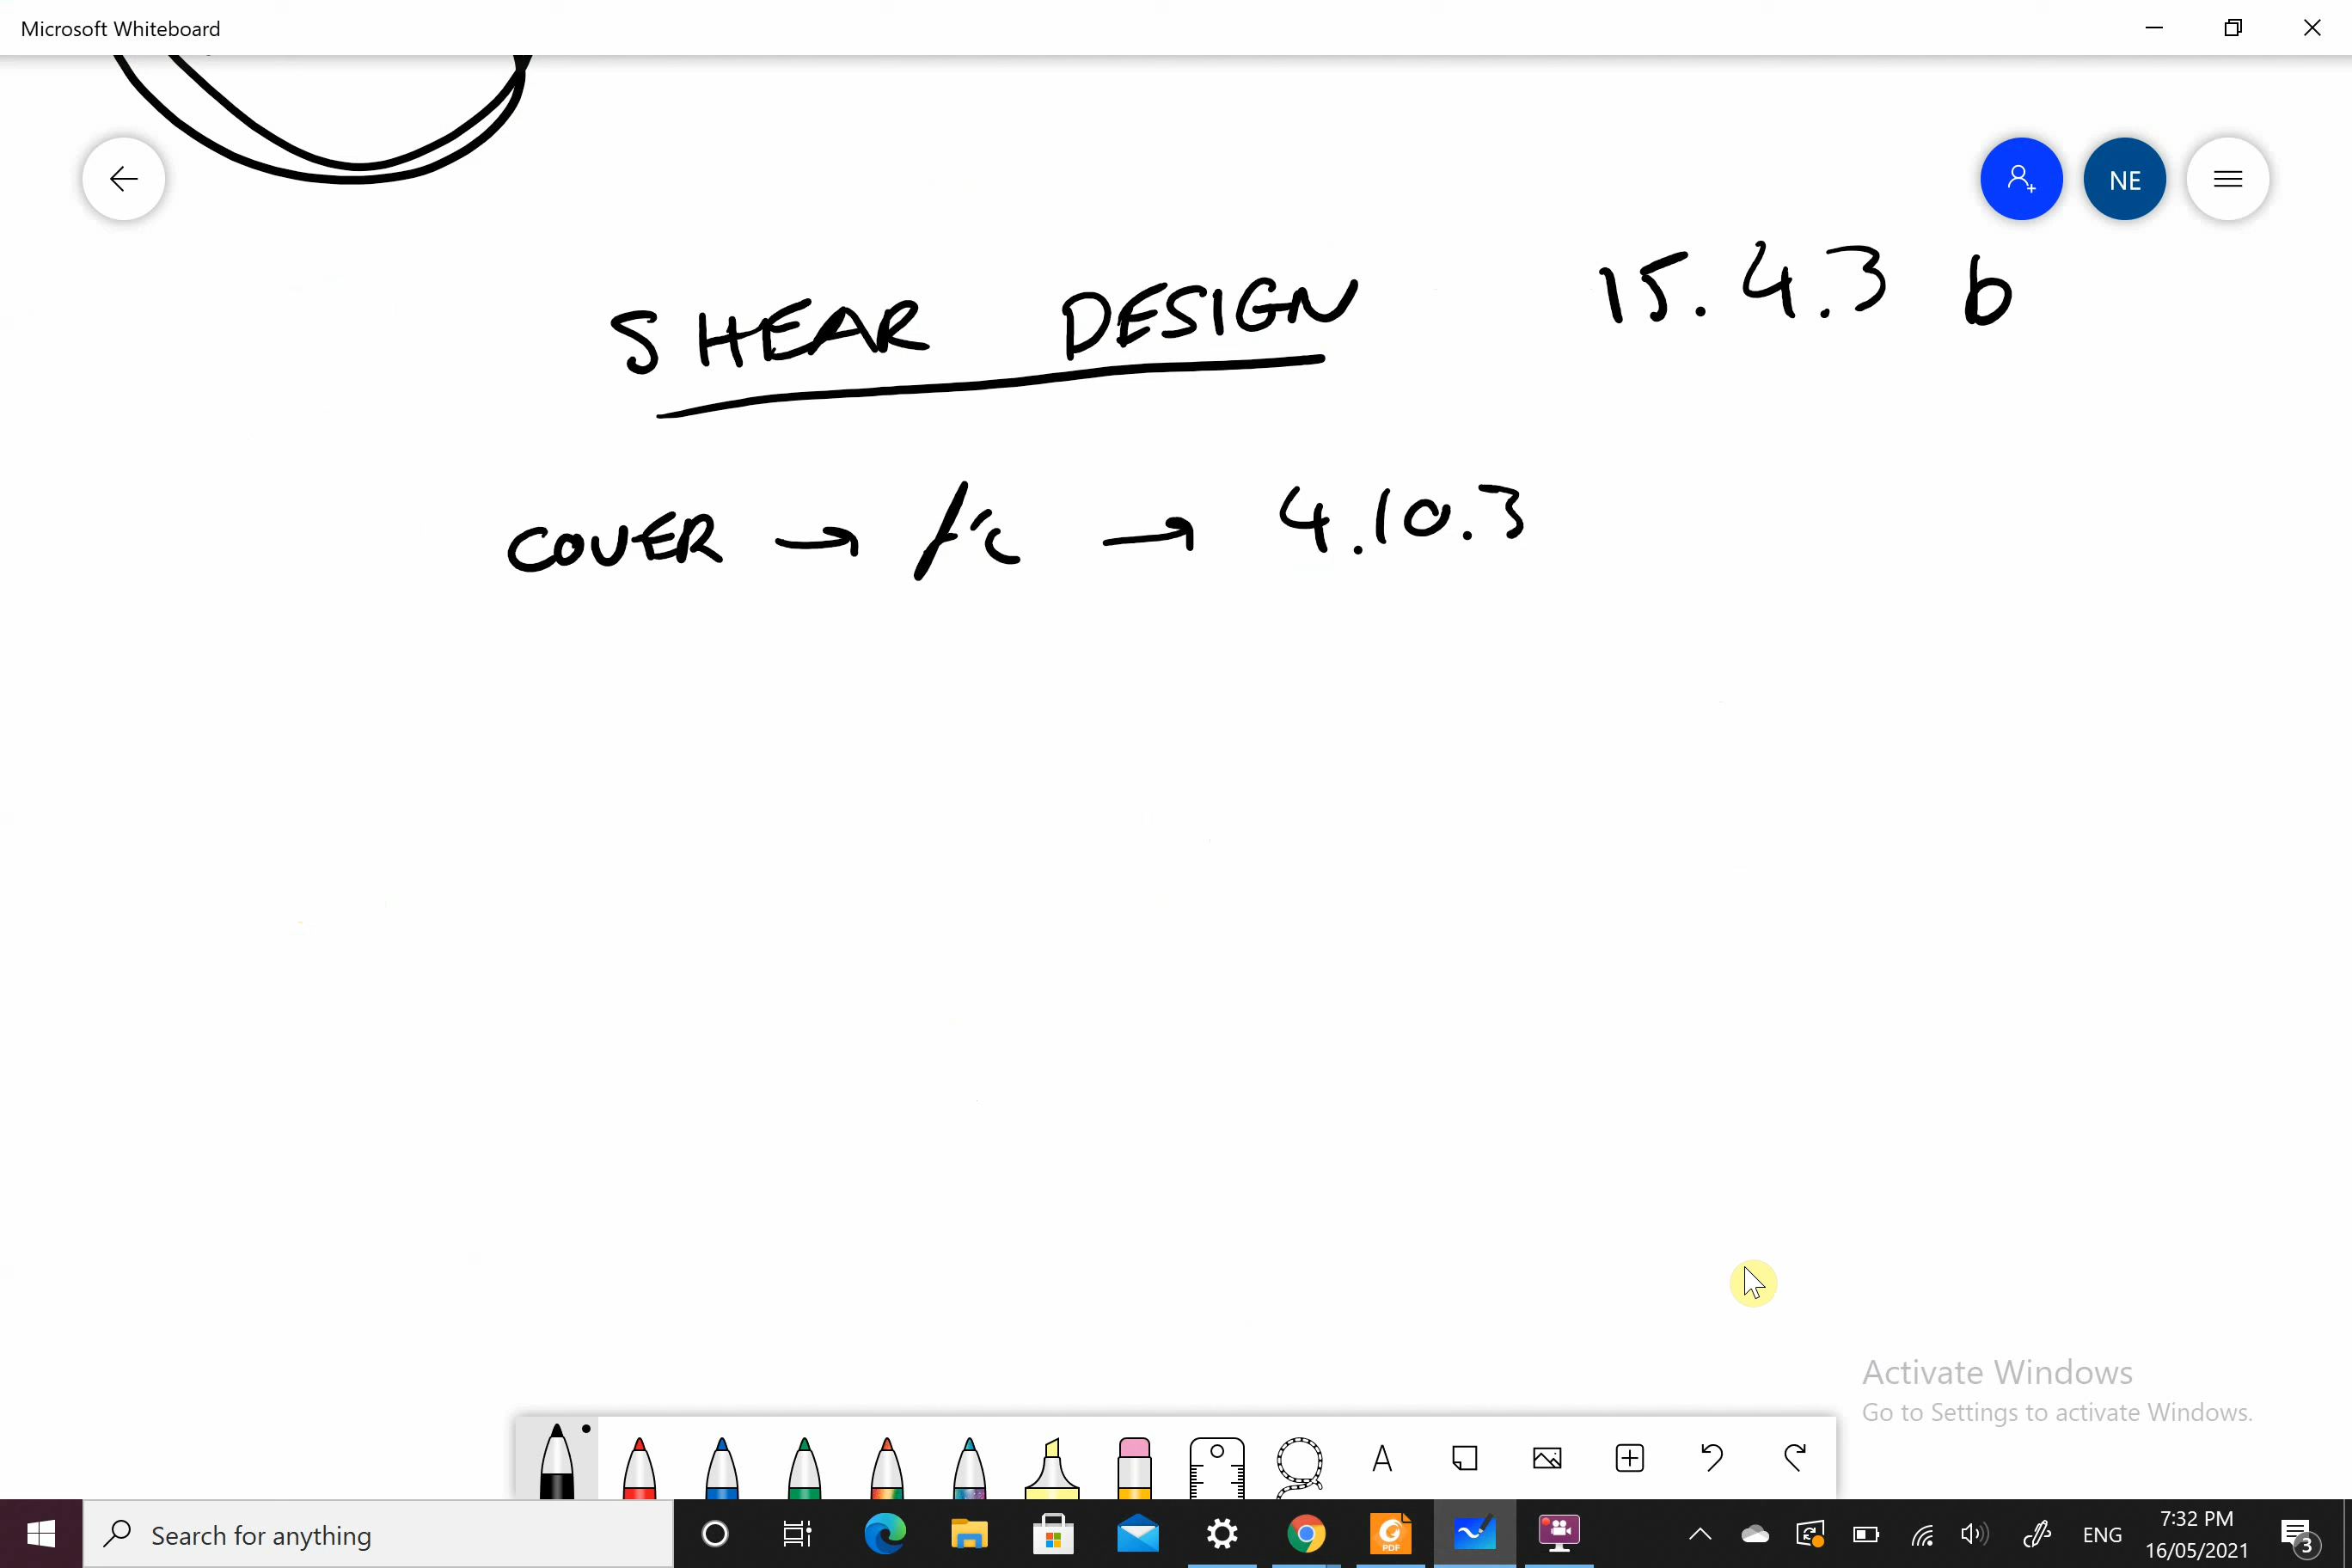 Microsoft Whiteboard
NE
SHEAR DESIGN 15.4.3 b
COVER → f'c → 4.10.3
Activate Windows
Go to Settings to activate Windows.
A
Search for anything
PDF
ENG
7:32 PM
16/05/2021
3